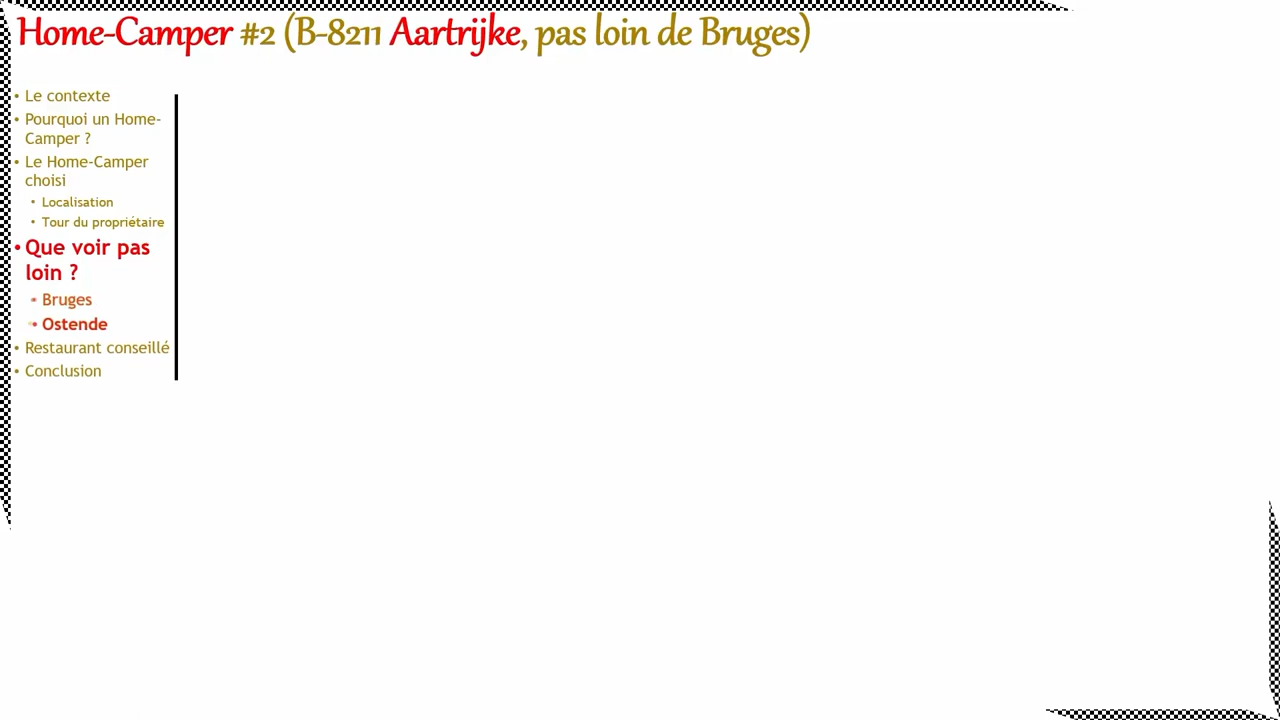 Home-Camper #2 (B-8211 Aartrijke, pas loin de Bruges)
• Le contexte
• Pourquoi un Home-
Camper ?
• Le Home-Camper
choisi
• Localisation
• Tour du propriétaire
• Que voir pas
loin ?
• Bruges
• Ostende
• Restaurant conseillé
• Conclusion